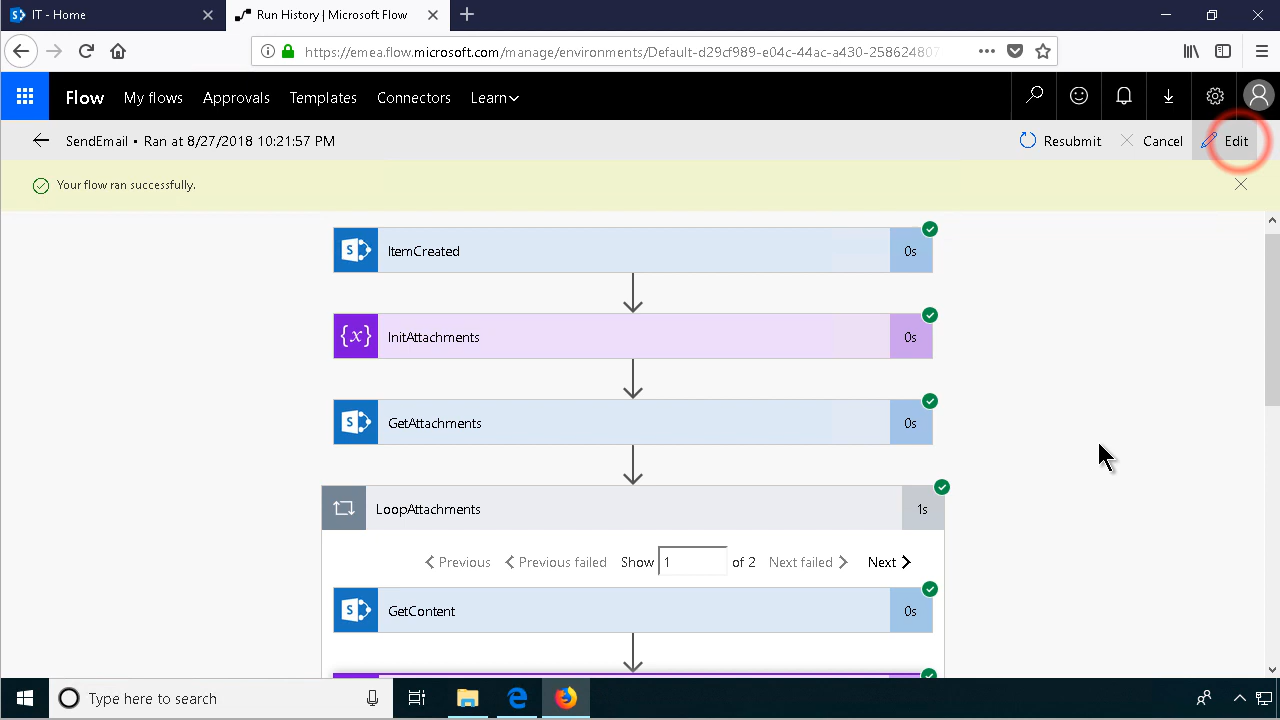 IT - Home
Run History | Microsoft Flow
https://emea.flow.microsoft.com/manage/environments/Default-d29cf989-e04c-44ac-a430-258624807
Flow My flows Approvals Templates Connectors Learn
SendEmail • Ran at 8/27/2018 10:21:57 PM
Resubmit Cancel Edit
Your flow ran successfully.
ItemCreated 0s
{x} InitAttachments 0s
GetAttachments 0s
LoopAttachments 1s
Previous Previous failed Show 1 of 2 Next failed Next
GetContent 0s
Type here to search